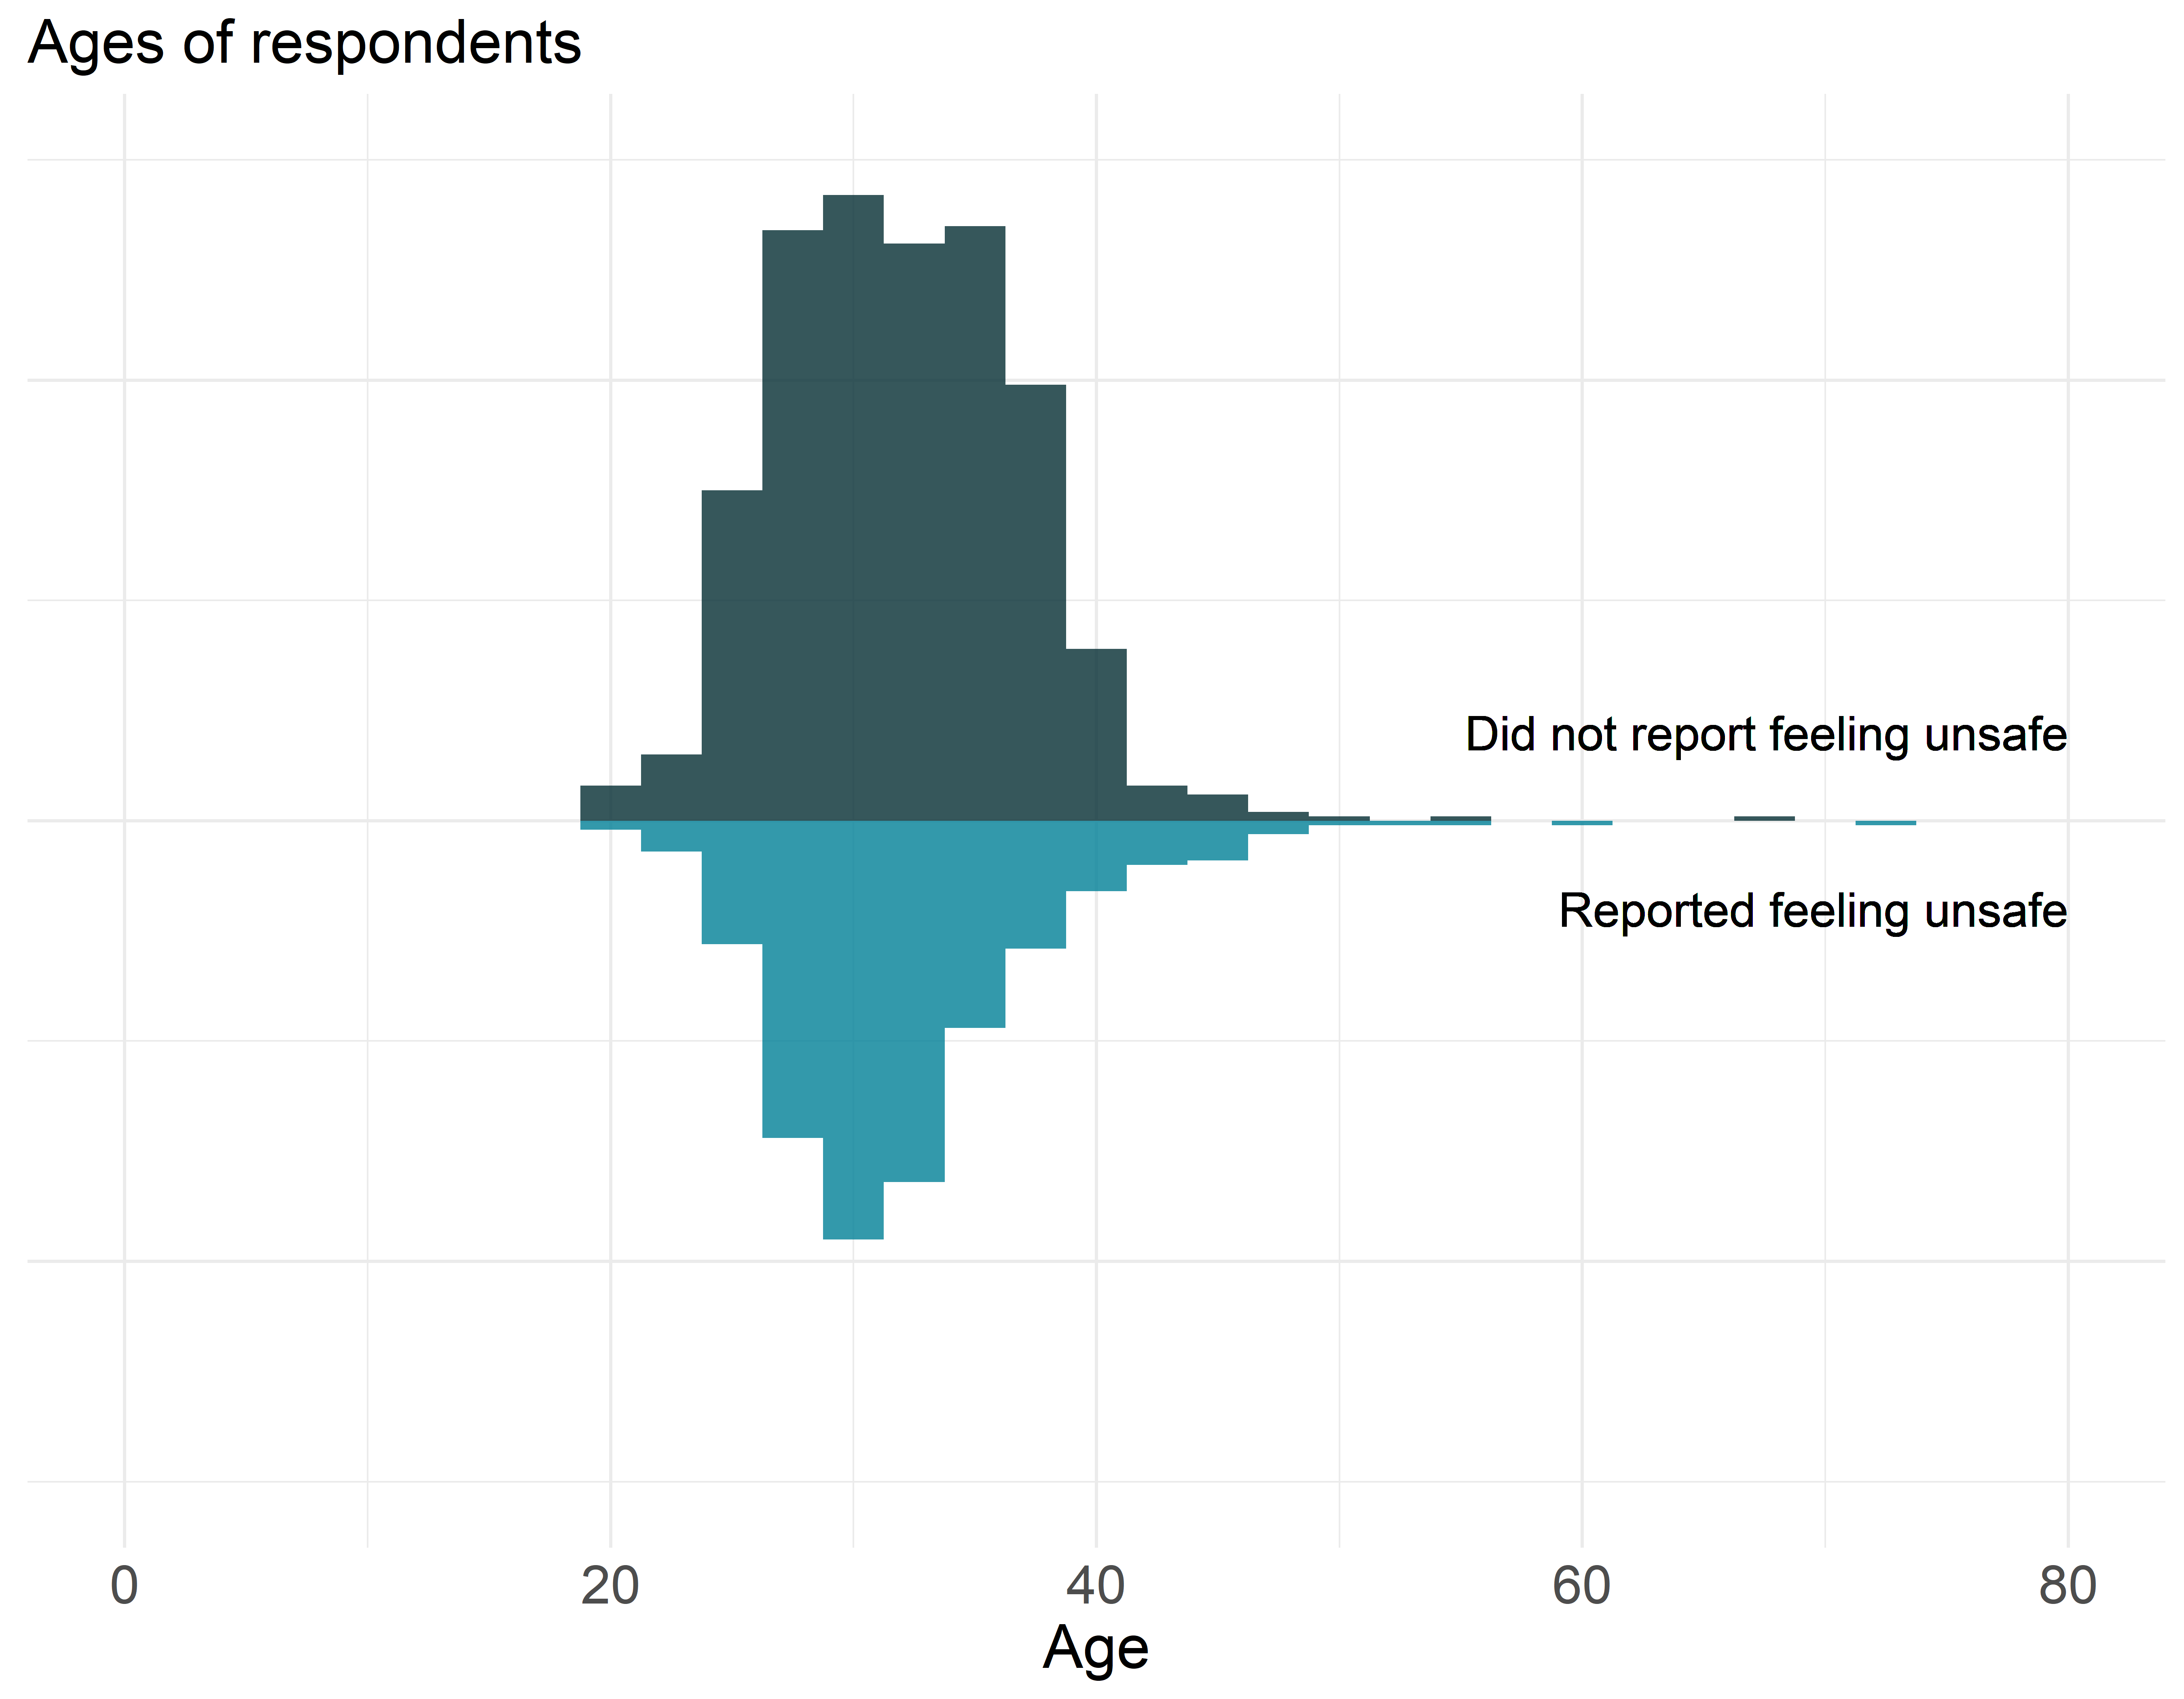 Ages of respondents
Did not report feeling unsafe
Reported feeling unsafe
0 20 40 60 80
Age